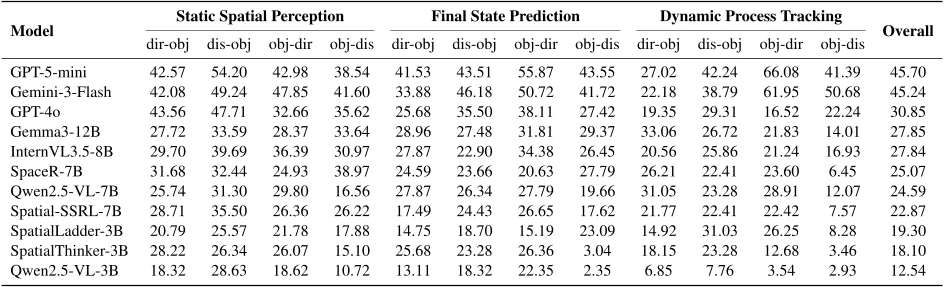 Model Static Spatial Perception Final State Prediction Dynamic Process Tracking Overall
dir-obj dis-obj obj-dir obj-dis dir-obj dis-obj obj-dir obj-dis dir-obj dis-obj obj-dir obj-dis
GPT-5-mini 42.57 54.20 42.98 38.54 41.53 43.51 55.87 43.55 27.02 42.24 66.08 41.39 45.70
Gemini-3-Flash 42.08 49.24 47.85 41.60 33.88 46.18 50.72 41.72 22.18 38.79 61.95 50.68 45.24
GPT-4o 43.56 47.71 32.66 35.62 25.68 35.50 38.11 27.42 19.35 29.31 16.52 22.24 30.85
Gemma3-12B 27.72 33.59 28.37 33.64 28.96 27.48 31.81 29.37 33.06 26.72 21.83 14.01 27.85
InternVL3.5-8B 29.70 39.69 36.39 30.97 27.87 22.90 34.38 26.45 20.56 25.86 21.24 16.93 27.84
SpaceR-7B 31.68 32.44 24.93 38.97 24.59 23.66 20.63 27.79 26.21 22.41 23.60 6.45 25.07
Qwen2.5-VL-7B 25.74 31.30 29.80 16.56 27.87 26.34 27.79 19.66 31.05 23.28 28.91 12.07 24.59
Spatial-SSRL-7B 28.71 35.50 26.36 26.22 17.49 24.43 26.65 17.62 21.77 22.41 22.42 7.57 22.87
SpatialLadder-3B 20.79 25.57 21.78 17.88 14.75 18.70 15.19 23.09 14.92 31.03 26.25 8.28 19.30
SpatialThinker-3B 28.22 26.34 26.07 15.10 25.68 23.28 26.36 3.04 18.15 23.28 12.68 3.46 18.10
Qwen2.5-VL-3B 18.32 28.63 18.62 10.72 13.11 18.32 22.35 2.35 6.85 7.76 3.54 2.93 12.54